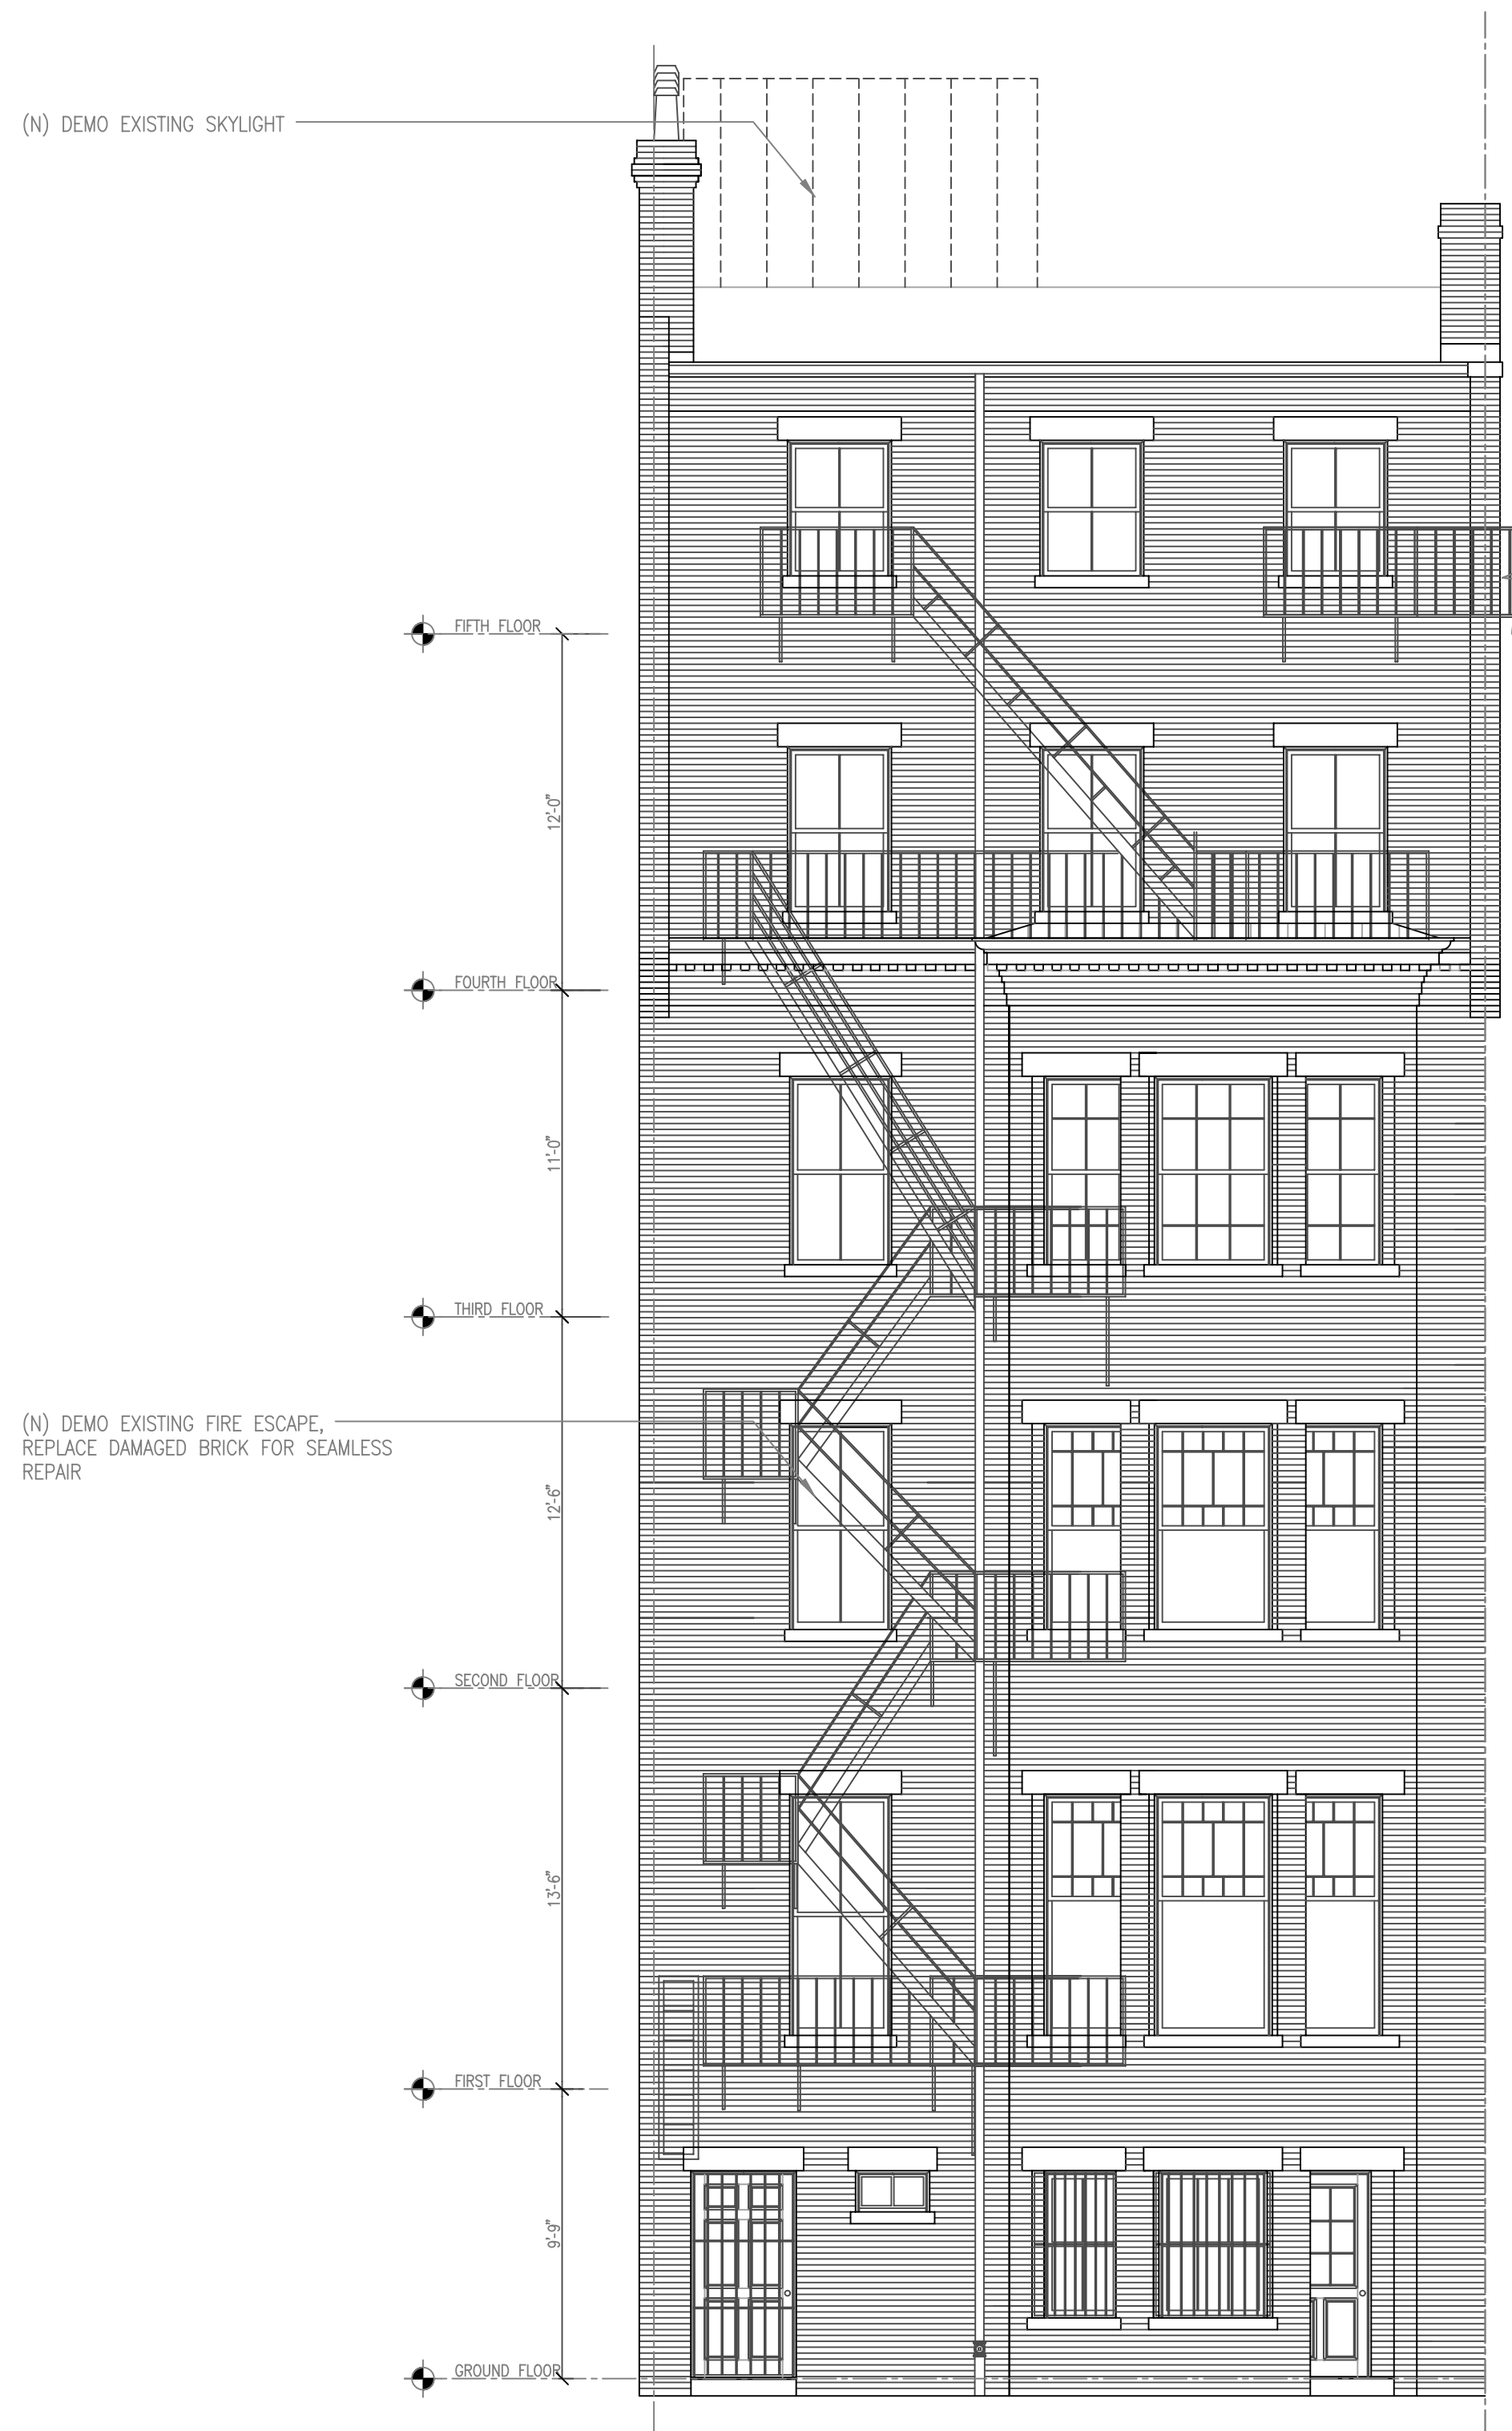 (N) DEMO EXISTING SKYLIGHT
FIFTH FLOOR
12'-0"
FOURTH FLOOR
11'-0"
THIRD FLOOR
(N) DEMO EXISTING FIRE ESCAPE,
REPLACE DAMAGED BRICK FOR SEAMLESS
REPAIR
12'-6"
SECOND FLOOR
13'-6"
FIRST FLOOR
9'-9"
GROUND FLOOR